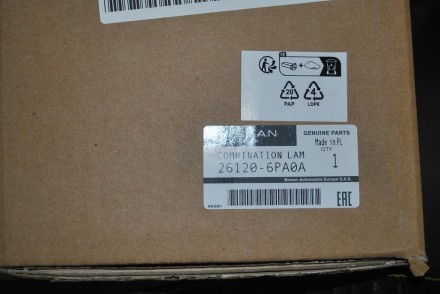 20
PAP
4
LDPE
GENUINE PARTS
Made in PL
COMBINATION LAM
QTY
26120-6PA0A
1
Nissan Automotive Europe S.A.S.
EAC